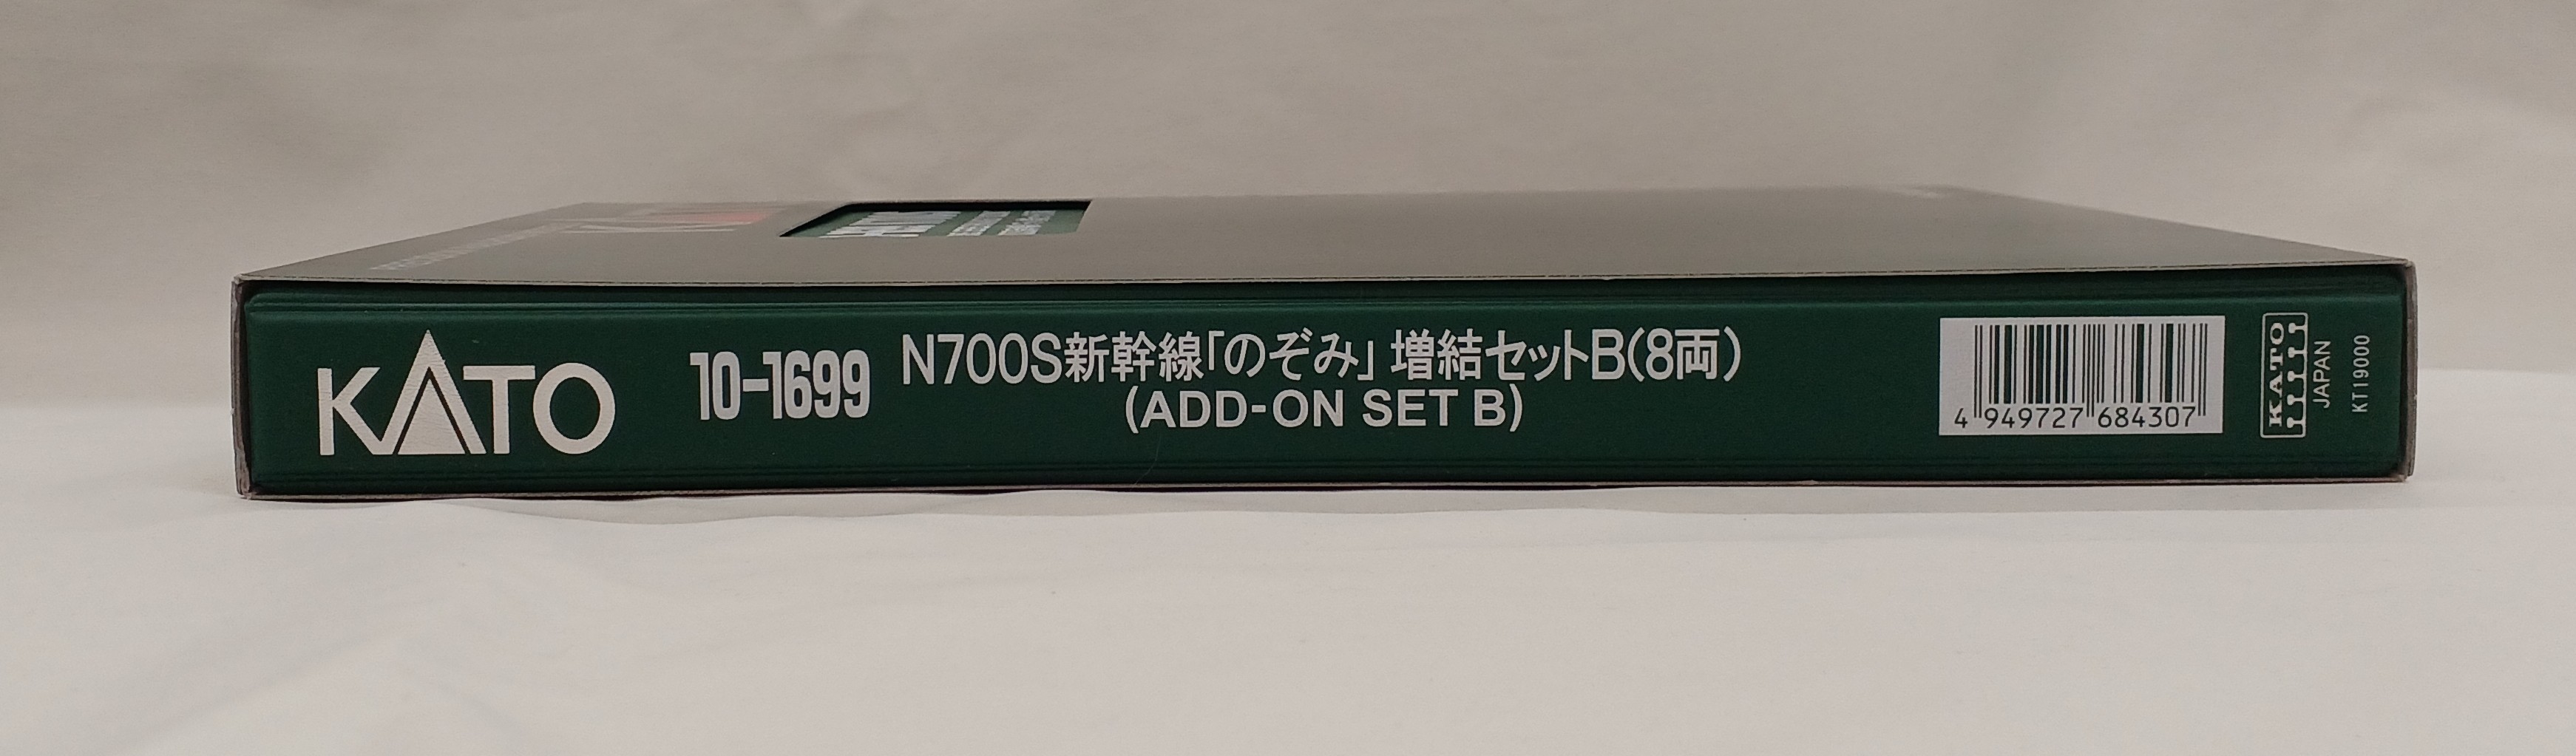 KATO
10-1699
N700S新幹線「のぞみ」増結セットB(8両)
(ADD-ON SET B)
4 949727 684307
KATO
JAPAN
KT19000